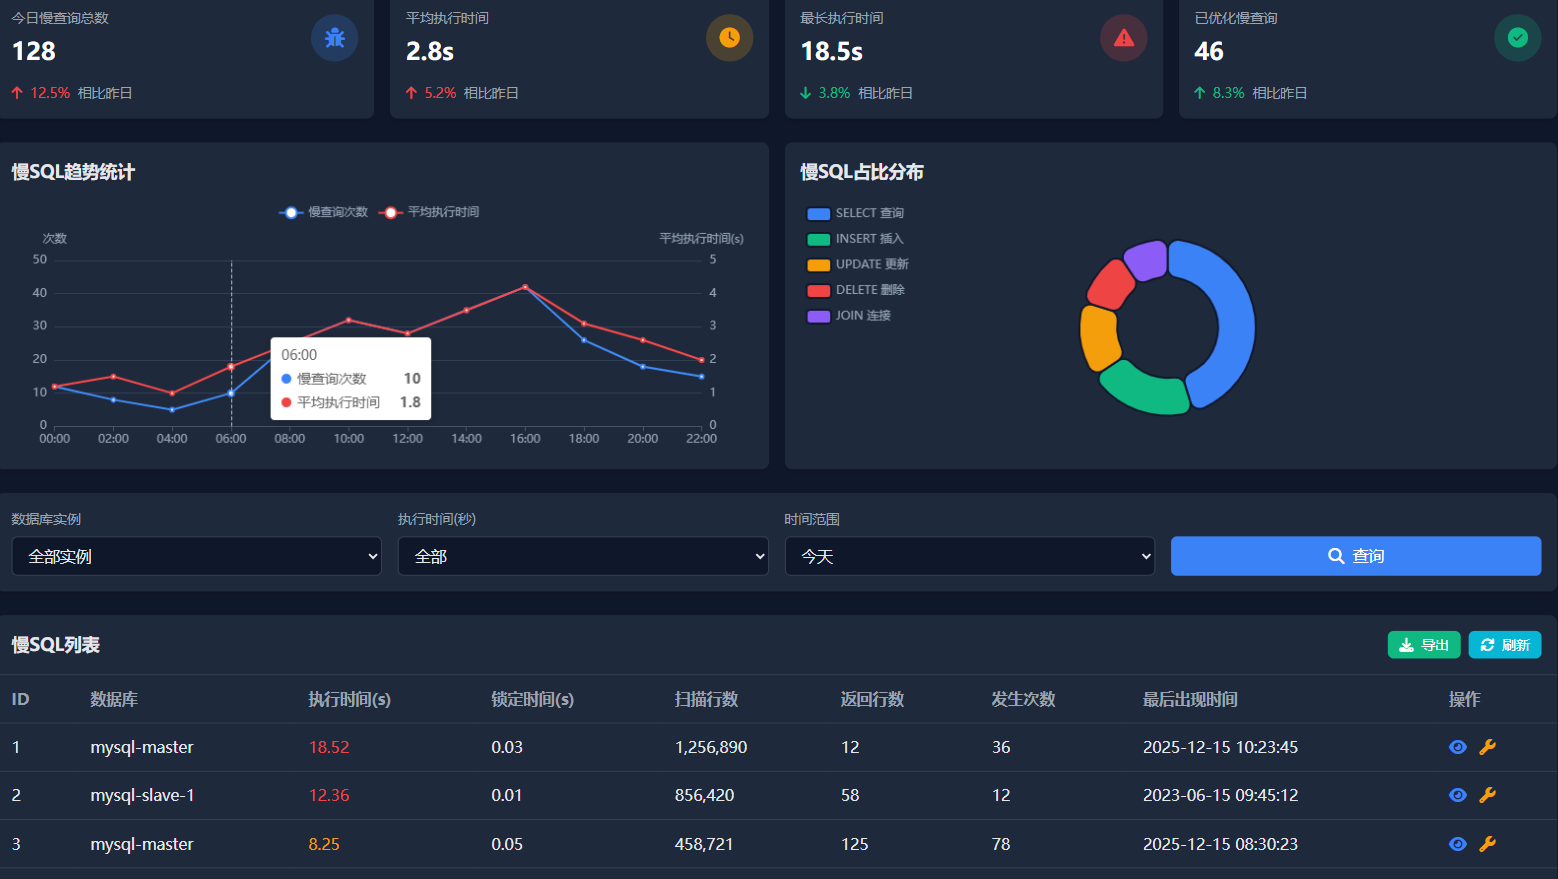 今日慢查询总数
128
12.5% 相比昨日
平均执行时间
2.8s
5.2% 相比昨日
最长执行时间
18.5s
3.8% 相比昨日
已优化慢查询
46
8.3% 相比昨日
慢SQL趋势统计
慢查询次数 平均执行时间
次数 平均执行时间(s)
50 5
40 4
30 3
20 2
10 1
0 0
00:00 02:00 04:00 06:00 08:00 10:00 12:00 14:00 16:00 18:00 20:00 22:00
06:00
慢查询次数 10
平均执行时间 1.8
慢SQL占比分布
SELECT 查询
INSERT 插入
UPDATE 更新
DELETE 删除
JOIN 连接
数据库实例
全部实例
执行时间(秒)
全部
时间范围
今天
查询
慢SQL列表
导出 刷新
ID 数据库 执行时间(s) 锁定时间(s) 扫描行数 返回行数 发生次数 最后出现时间 操作
1 mysql-master 18.52 0.03 1,256,890 12 36 2025-12-15 10:23:45
2 mysql-slave-1 12.36 0.01 856,420 58 12 2023-06-15 09:45:12
3 mysql-master 8.25 0.05 458,721 125 78 2025-12-15 08:30:23